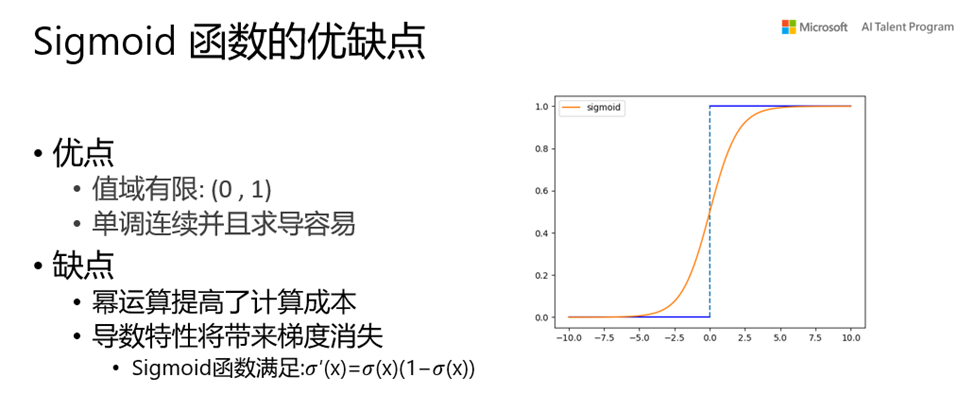 Sigmoid 函数的优缺点
Microsoft AI Talent Program
• 优点
• 值域有限: (0 , 1)
• 单调连续并且求导容易
• 缺点
• 幂运算提高了计算成本
• 导数特性将带来梯度消失
• Sigmoid函数满足:σ′(x)=σ(x)(1−σ(x))
sigmoid
1.0
0.8
0.6
0.4
0.2
0.0
−10.0 −7.5 −5.0 −2.5 0.0 2.5 5.0 7.5 10.0